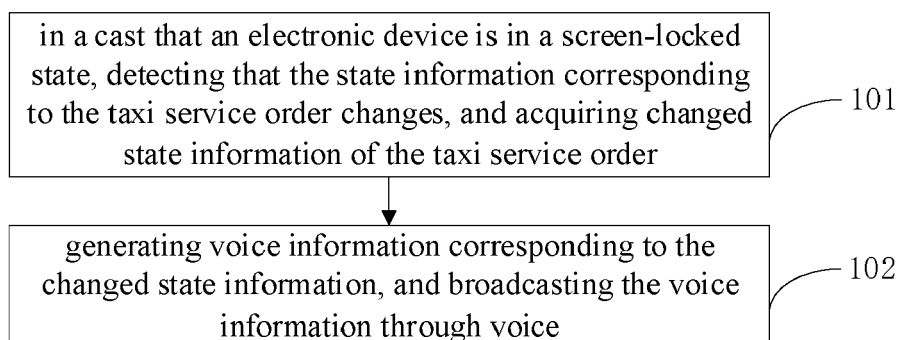 in a cast that an electronic device is in a screen-locked
state, detecting that the state information corresponding
to the taxi service order changes, and acquiring changed
state information of the taxi service order
101
generating voice information corresponding to the
changed state information, and broadcasting the voice
information through voice
102